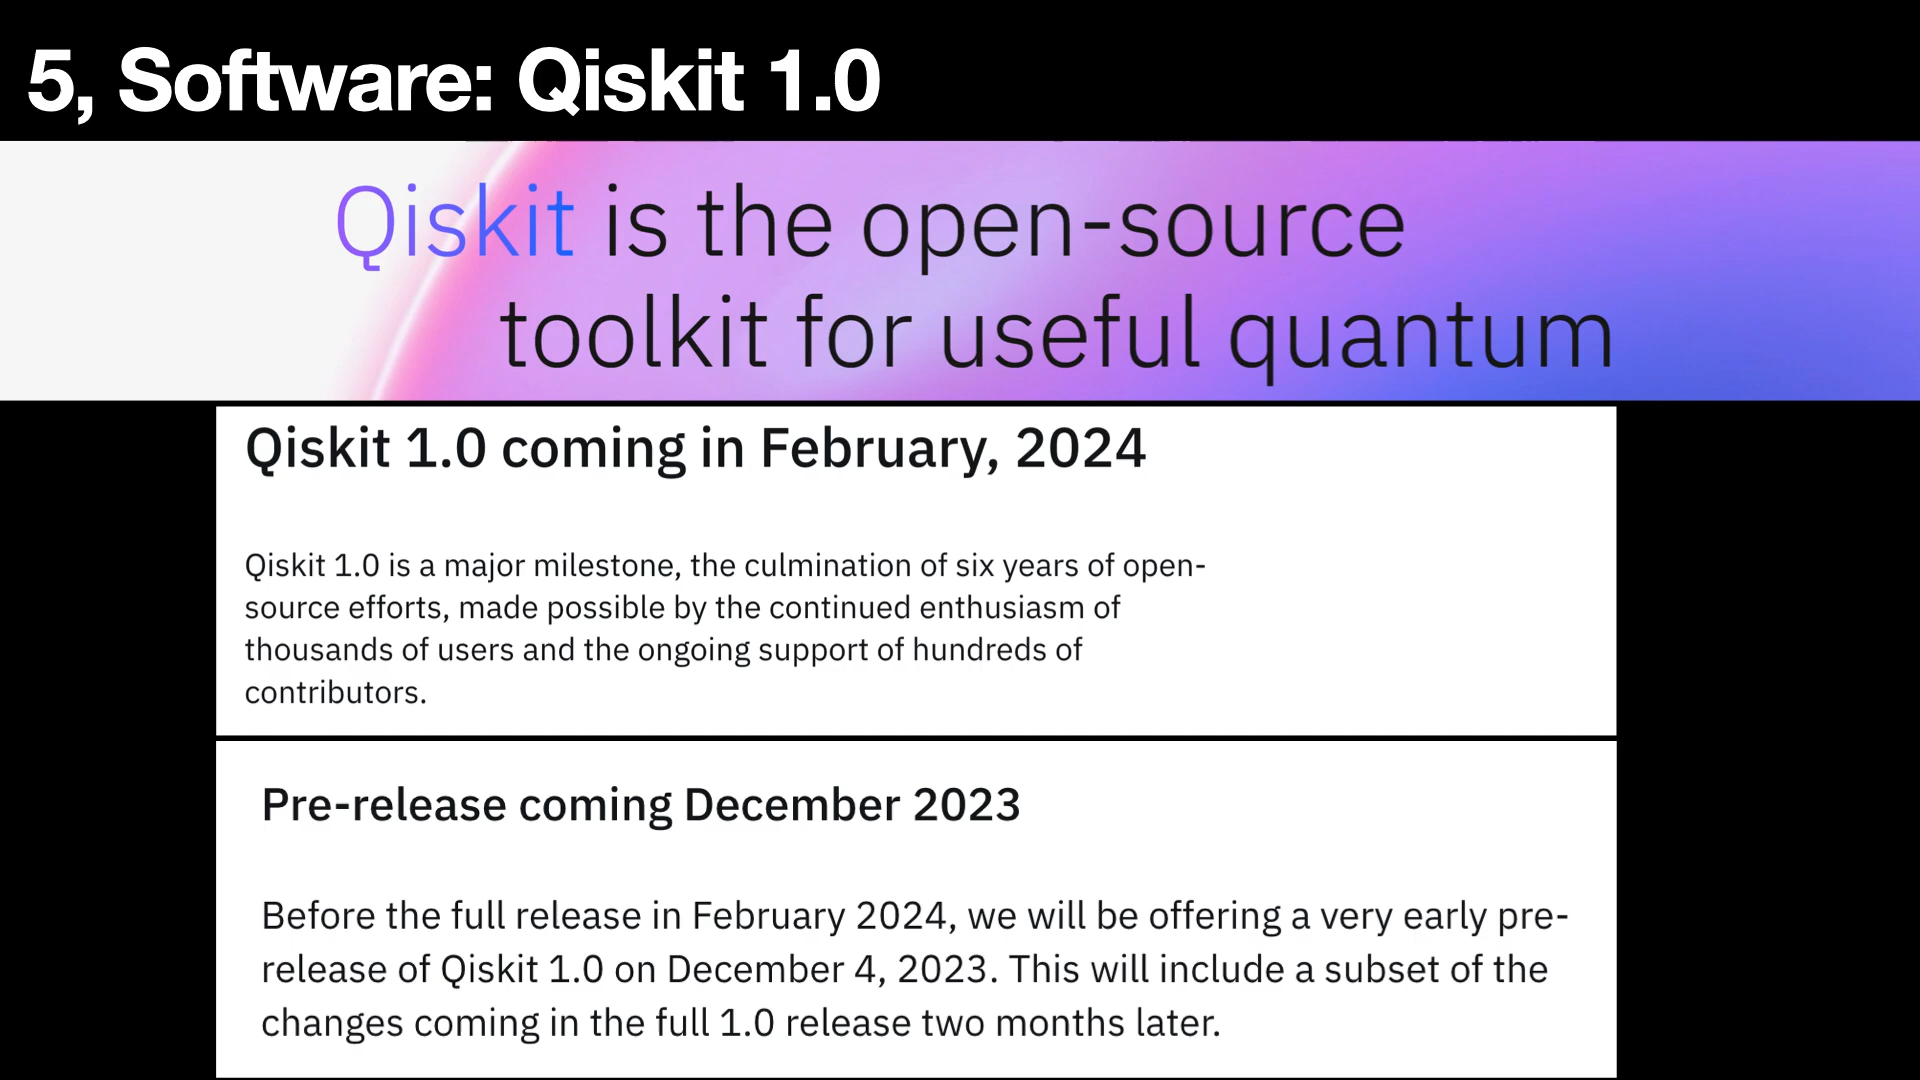 5, Software: Qiskit 1.0
Qiskit is the open-source
toolkit for useful quantum
Qiskit 1.0 coming in February, 2024
Qiskit 1.0 is a major milestone, the culmination of six years of open-
source efforts, made possible by the continued enthusiasm of
thousands of users and the ongoing support of hundreds of
contributors.
Pre-release coming December 2023
Before the full release in February 2024, we will be offering a very early pre-
release of Qiskit 1.0 on December 4, 2023. This will include a subset of the
changes coming in the full 1.0 release two months later.